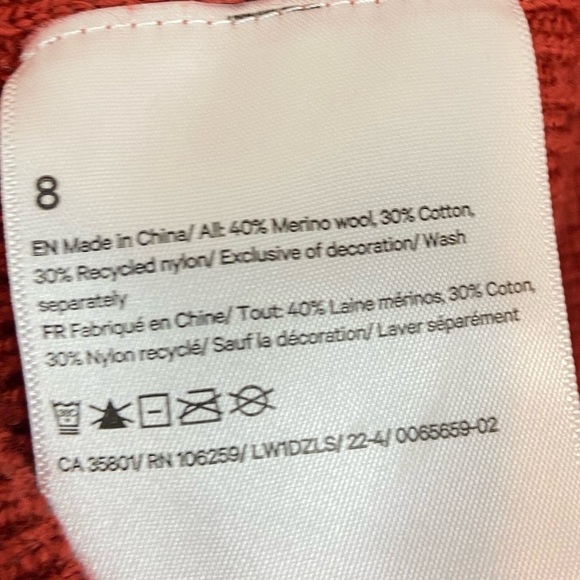 8
EN Made in China/ All: 40% Merino wool, 30% Cotton,
30% Recycled nylon/ Exclusive of decoration/ Wash
separately
FR Fabriqué en Chine/ Tout: 40% Laine mérinos, 30% Coton,
30% Nylon recyclé/ Sauf la décoration/ Laver séparément
CA 35801/ RN 106259/ LW1DZLS/ 22-4/ 0065659-02